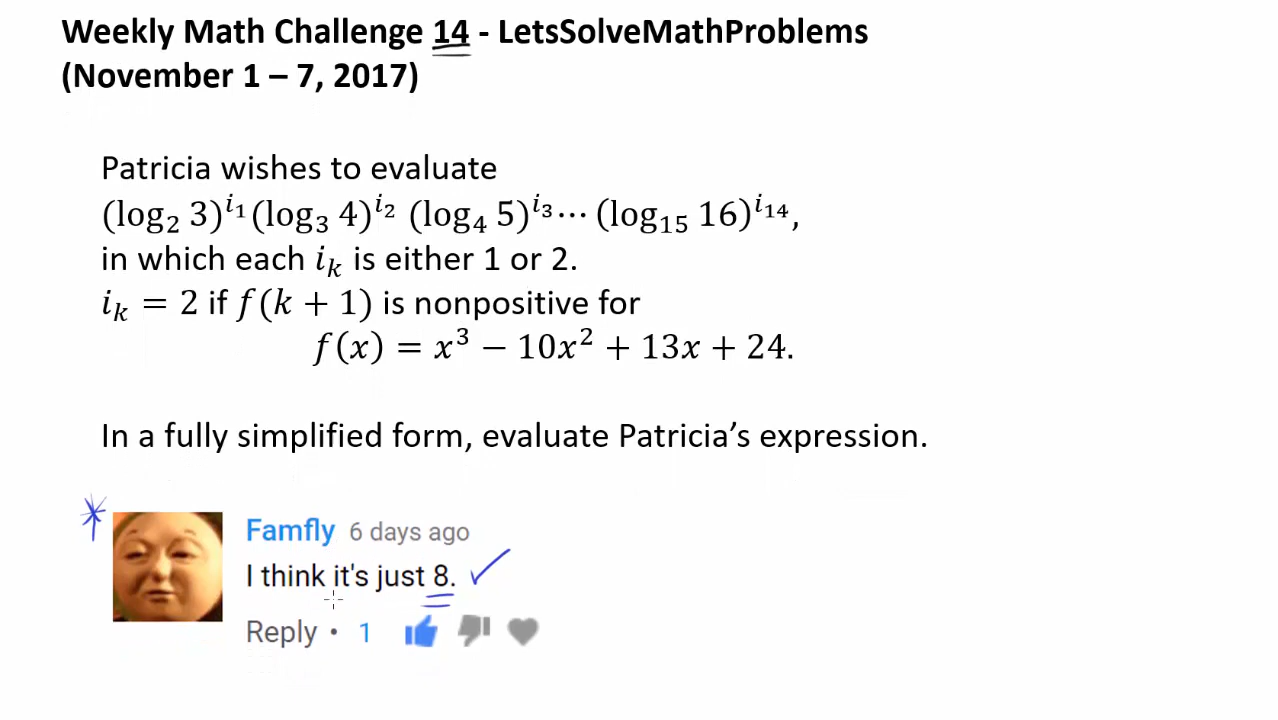 Weekly Math Challenge 14 - LetsSolveMathProblems
(November 1 – 7, 2017)
Patricia wishes to evaluate
(log₂ 3)^{i₁}(log₃ 4)^{i₂} (log₄ 5)^{i₃}⋯ (log₁₅ 16)^{i₁₄},
in which each iₖ is either 1 or 2.
iₖ = 2 if f(k + 1) is nonpositive for
f(x) = x³ − 10x² + 13x + 24.
In a fully simplified form, evaluate Patricia’s expression.
Famfly 6 days ago
I think it's just 8.
Reply • 1